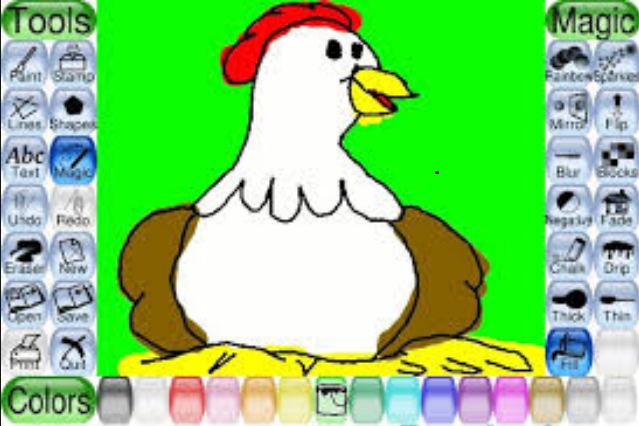 Tools
Magic
Paint Stamp
Rainbow Sparkles
Lines Shapes
Mirror Flip
Abc
Text Magic
Blur Blocks
Undo Redo
Negative Fade
Eraser New
Chalk Drip
Open Save
Thick Thin
Print Quit
Fill
Colors